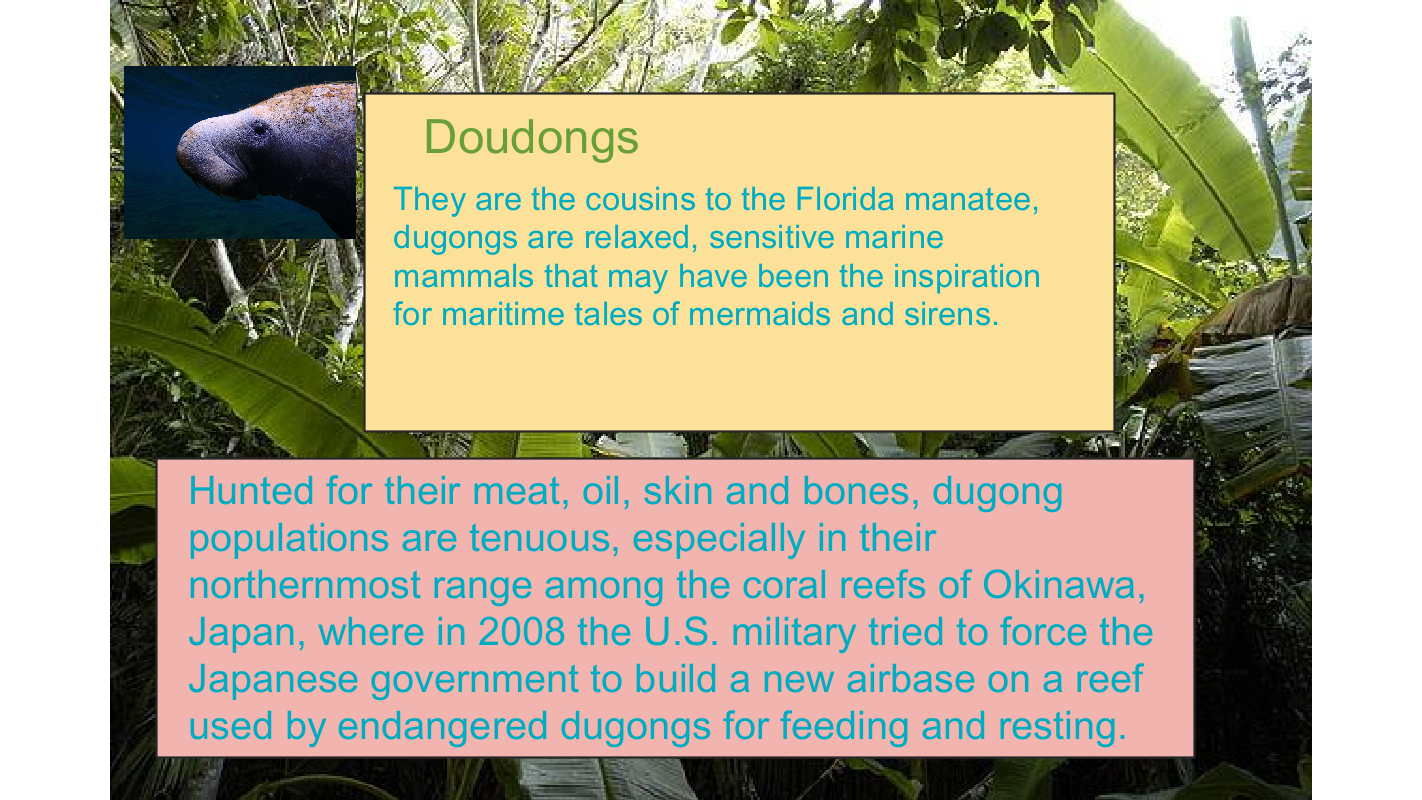 Doudongs
They are the cousins to the Florida manatee,
dugongs are relaxed, sensitive marine
mammals that may have been the inspiration
for maritime tales of mermaids and sirens.
Hunted for their meat, oil, skin and bones, dugong
populations are tenuous, especially in their
northernmost range among the coral reefs of Okinawa,
Japan, where in 2008 the U.S. military tried to force the
Japanese government to build a new airbase on a reef
used by endangered dugongs for feeding and resting.